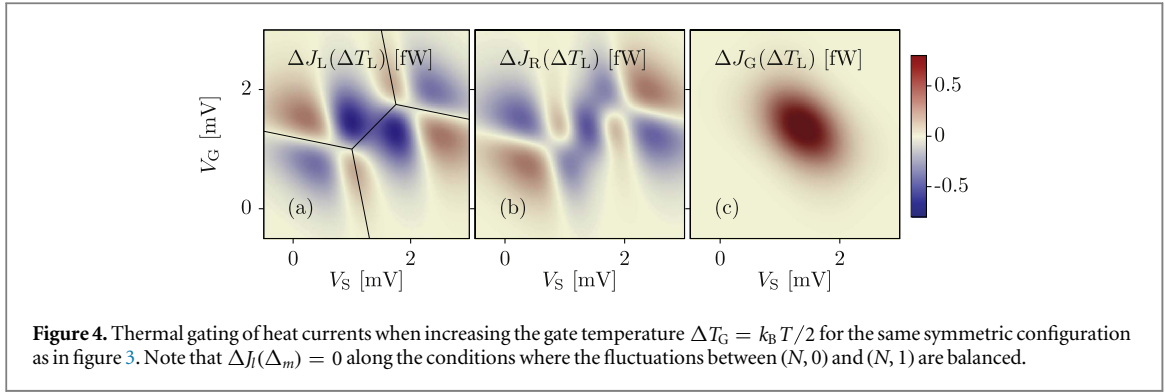 ΔJ_L(ΔT_L) [fW] ΔJ_R(ΔT_L) [fW] ΔJ_G(ΔT_L) [fW]
0.5
2
V_G [mV]
0
-0.5
0
(a) (b) (c)
0 2 0 2 0 2
V_S [mV] V_S [mV] V_S [mV]
Figure 4. Thermal gating of heat currents when increasing the gate temperature ΔT_G = k_B T/2 for the same symmetric configuration
as in figure 3. Note that ΔJ_l(Δ_m) = 0 along the conditions where the fluctuations between (N, 0) and (N, 1) are balanced.